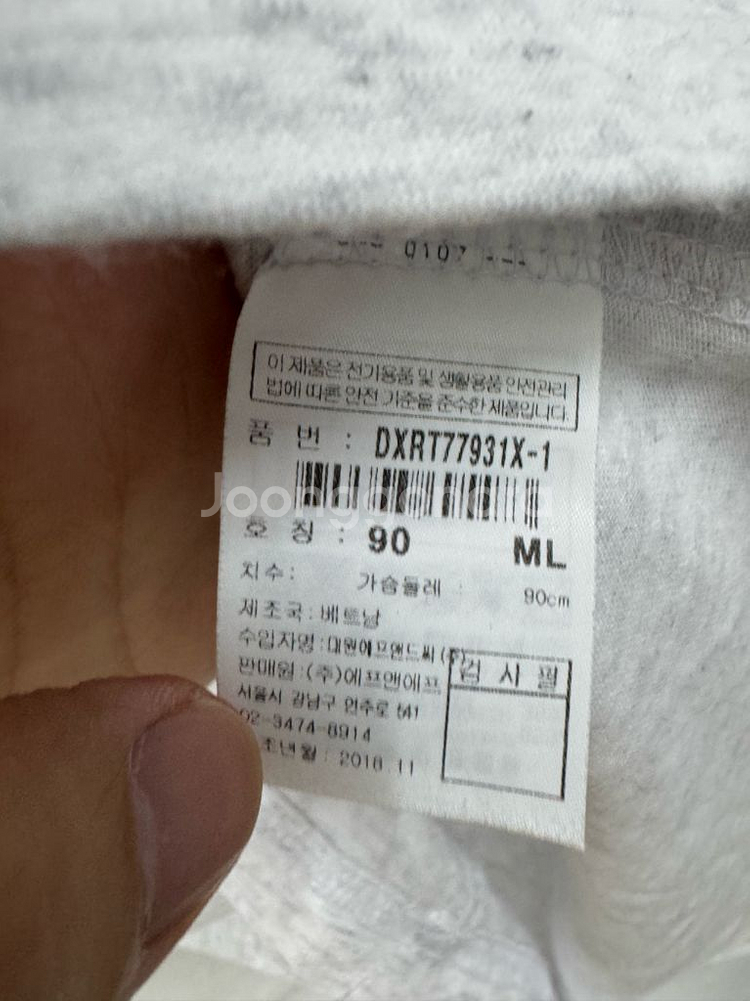 --- 0107 ---
이 제품은 전기용품 및 생활용품 안전관리
법에 따른 안전 기준을 준수한 제품입니다.
품 번 : DXRT77931X-1
호 칭 : 90 ML
치수: 가슴둘레 90cm
제조국: 베트남
수입자명: 대원에프앤드씨(주)
판매원 : (주)에프앤에프
검 사 필
서울시 강남구 언주로 541
02-3474-8914
조년월 : 2018.11
Joongna